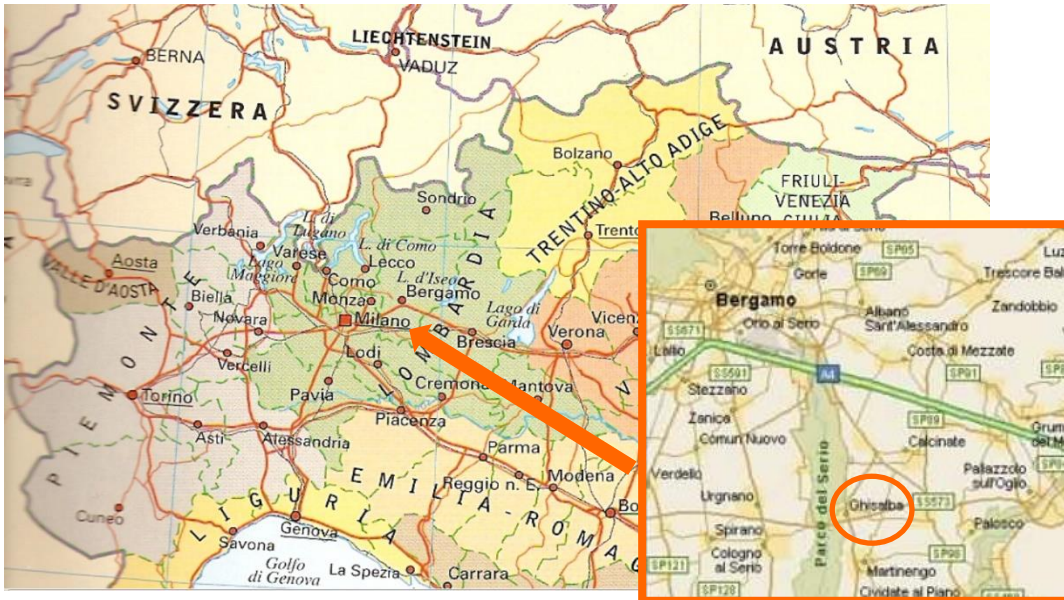 LIECHTENSTEIN
VADUZ
AUSTRIA
BERNA
SVIZZERA
Bolzano
TRENTINO-ALTO ADIGE
FRIULI-
VENEZIA
GIULIA
Belluno
Trento
Sondrio
Verbania
L. di
Lugano
L. di Como
Varese
Lago
Maggiore
Como
Lecco
L. d'Iseo
Aosta
VALLE D'AOSTA
Biella
Monza
Bergamo
Lago di
Garda
Novara
Milano
LOMBARDIA
Brescia
Verona
Vercelli
Lodi
PIEMONTE
Pavia
Cremona
Mantova
Torino
Piacenza
Asti
Alessandria
Parma
Reggio n. E.
Modena
EMILIA-ROMAG
Cuneo
LIGURIA
Genova
Savona
Golfo
di Genova
La Spezia
Carrara
Torre Boldone
SP65
Gorle
SP69
Trescore Bal
Bergamo
Albano
Sant'Alessandro
Zandobbio
Orio al Serio
SS671
Lallio
Costa di Mezzate
SS591
A4
SP91
Stezzano
Zanica
SP89
Comun Nuovo
Calcinate
Verdello
Palazzolo
sull'Oglio
Parco del Serio
Urgnano
Ghisalba
SS573
Spirano
Palosco
Cologno
al Serio
SP96
SP121
Martinengo
SP128
Cividate al Piano